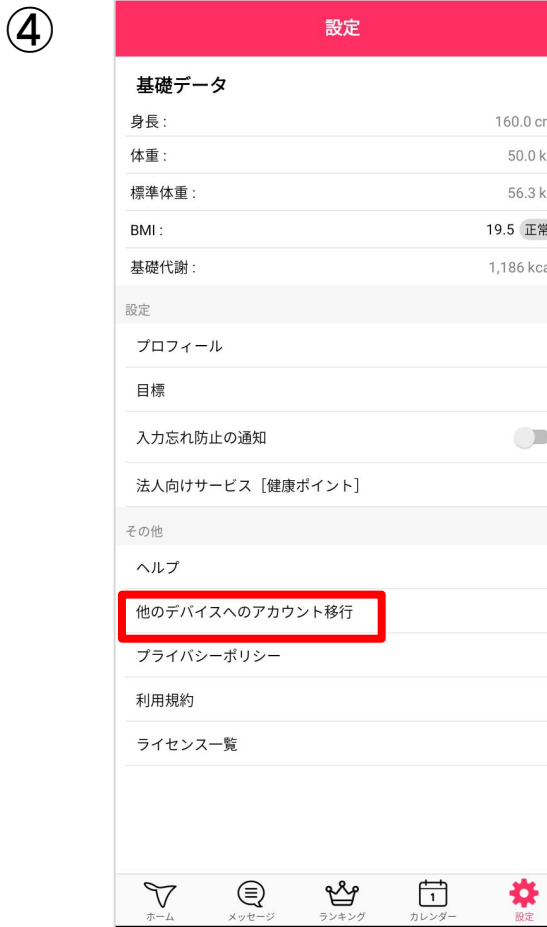 ④
設定
基礎データ
身長 : 160.0 cm
体重 : 50.0 k
標準体重 : 56.3 k
BMI : 19.5 正常
基礎代謝 : 1,186 kca
設定
プロフィール
目標
入力忘れ防止の通知
法人向けサービス［健康ポイント］
その他
ヘルプ
他のデバイスへのアカウント移行
プライバシーポリシー
利用規約
ライセンス一覧
1
ホーム メッセージ ランキング カレンダー 設定